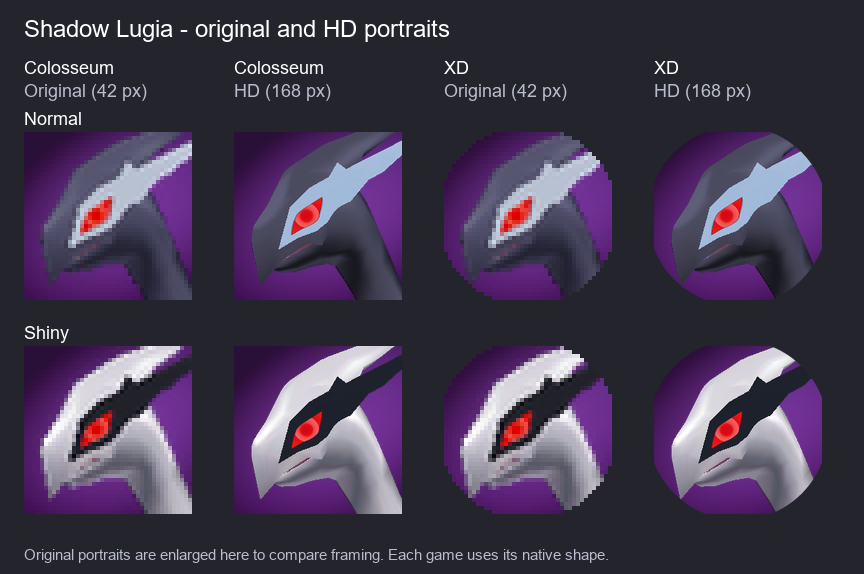 Shadow Lugia - original and HD portraits
Colosseum
Original (42 px)
Colosseum
HD (168 px)
XD
Original (42 px)
XD
HD (168 px)
Normal
Shiny
Original portraits are enlarged here to compare framing. Each game uses its native shape.